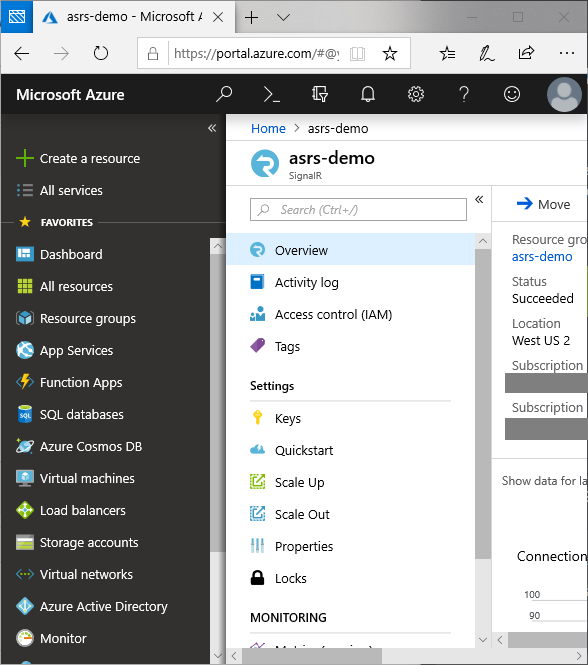 asrs-demo - Microsoft A
https://portal.azure.com/#@y
Microsoft Azure
Home > asrs-demo
asrs-demo
SignalR
Create a resource
All services
FAVORITES
Dashboard
All resources
Resource groups
App Services
Function Apps
SQL databases
Azure Cosmos DB
Virtual machines
Load balancers
Storage accounts
Virtual networks
Azure Active Directory
Monitor
Search (Ctrl+/)
Overview
Activity log
Access control (IAM)
Tags
Settings
Keys
Quickstart
Scale Up
Scale Out
Properties
Locks
MONITORING
Move
Resource gro
asrs-demo
Status
Succeeded
Location
West US 2
Subscription
Subscription
Show data for la
Connection
100
90